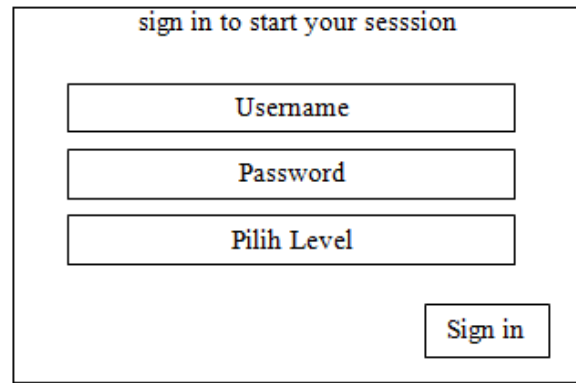 sign in to start your sesssion
Username
Password
Pilih Level
Sign in